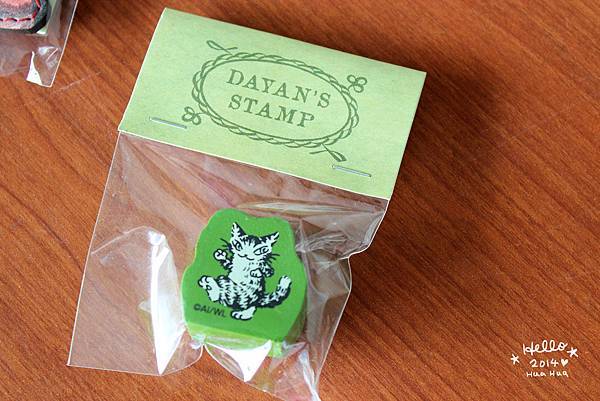 DAYAN'S
STAMP
©AI/WL
Hello
2014
Hua Hua